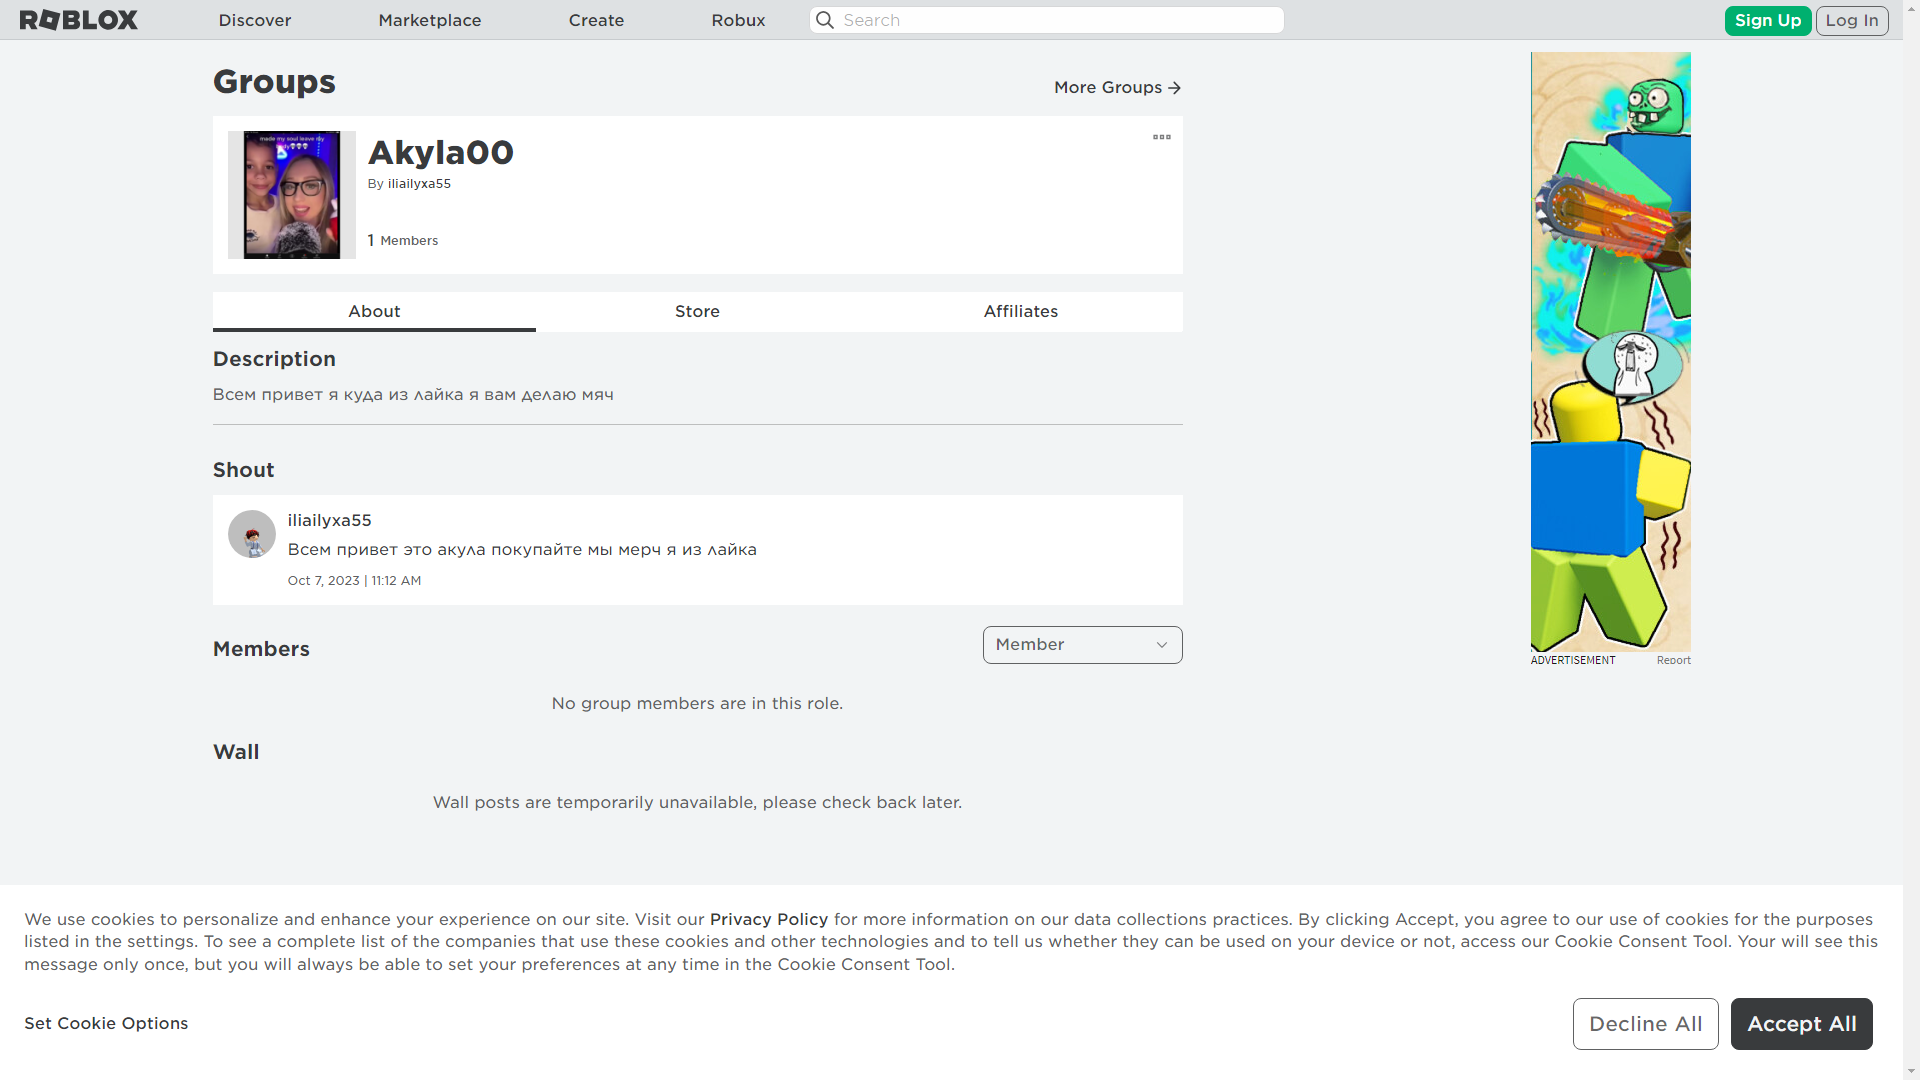 ROBLOX
Discover
Marketplace
Create
Robux
Search
Sign Up
Log In
Groups
More Groups
made my soul leave my
Akyla00
By iliailyxa55
1 Members
About
Store
Affiliates
Description
Всем привет я куда из лайка я вам делаю мяч
Shout
iliailyxa55
Всем привет это акула покупайте мы мерч я из лайка
Oct 7, 2023 | 11:12 AM
Members
Member
No group members are in this role.
Wall
Wall posts are temporarily unavailable, please check back later.
ADVERTISEMENT
Report
We use cookies to personalize and enhance your experience on our site. Visit our Privacy Policy for more information on our data collections practices. By clicking Accept, you agree to our use of cookies for the purposes
listed in the settings. To see a complete list of the companies that use these cookies and other technologies and to tell us whether they can be used on your device or not, access our Cookie Consent Tool. Your will see this
message only once, but you will always be able to set your preferences at any time in the Cookie Consent Tool.
Set Cookie Options
Decline All
Accept All